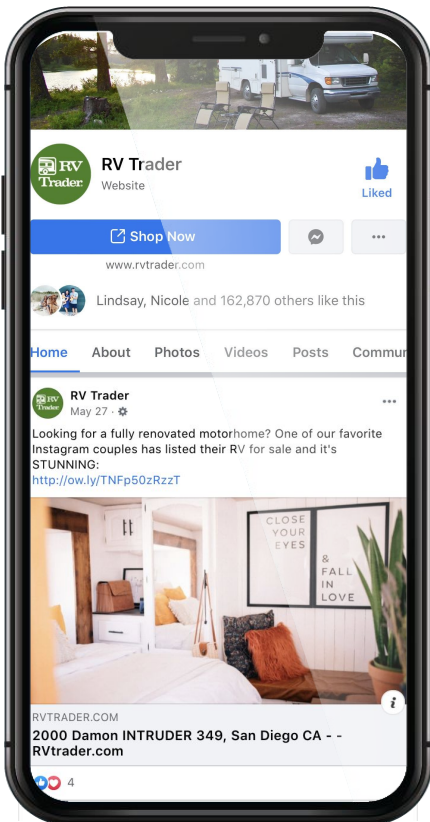 RV
Trader
RV Trader
Website
Liked
Shop Now
www.rvtrader.com
Lindsay, Nicole and 162,870 others like this
Home About Photos Videos Posts Commun
RV
Trader
RV Trader
May 27 ·
Looking for a fully renovated motorhome? One of our favorite
Instagram couples has listed their RV for sale and it's
STUNNING:
http://ow.ly/TNFp50zRzzT
CLOSE
YOUR
EYES
&
FALL
IN
LOVE
i
RVTRADER.COM
2000 Damon INTRUDER 349, San Diego CA - -
RVtrader.com
4